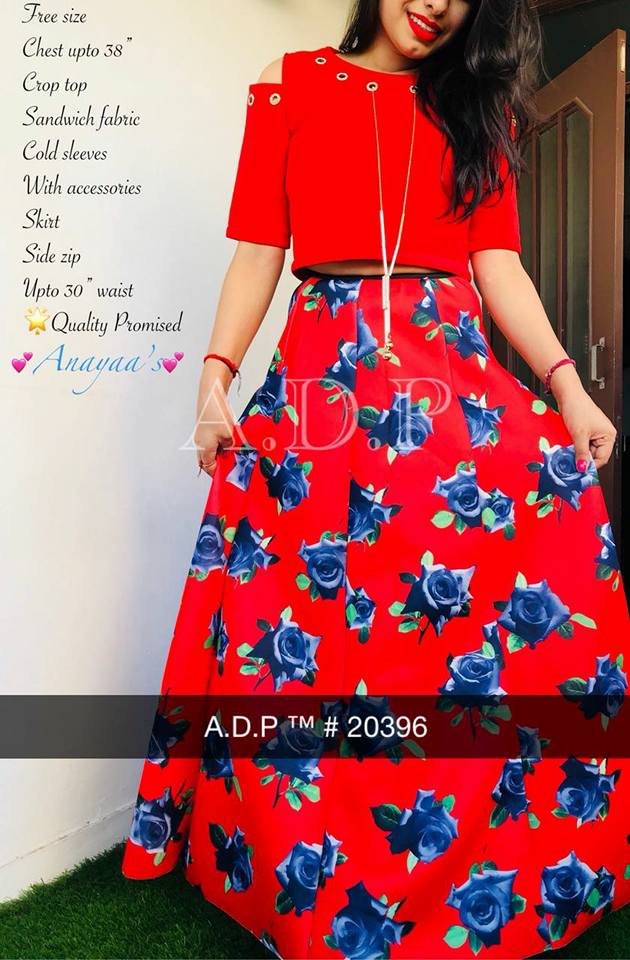 Free size
Chest upto 38”
Crop top
Sandwich fabric
Cold sleeves
With accessories
Skirt
Side zip
Upto 30” waist
🌟Quality Promised
💕Anayaa's💕
A.D.P
A.D.P ™ # 20396